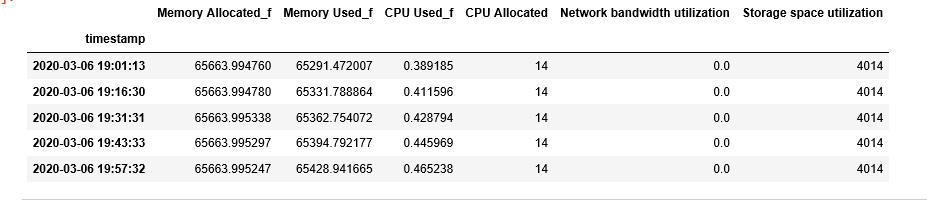 Memory Allocated_f Memory Used_f CPU Used_f CPU Allocated Network bandwidth utilization Storage space utilization
timestamp
2020-03-06 19:01:13 65663.994760 65291.472007 0.389185 14 0.0 4014
2020-03-06 19:16:30 65663.994780 65331.788864 0.411596 14 0.0 4014
2020-03-06 19:31:31 65663.995338 65362.754072 0.428794 14 0.0 4014
2020-03-06 19:43:33 65663.995297 65394.792177 0.445969 14 0.0 4014
2020-03-06 19:57:32 65663.995247 65428.941665 0.465238 14 0.0 4014